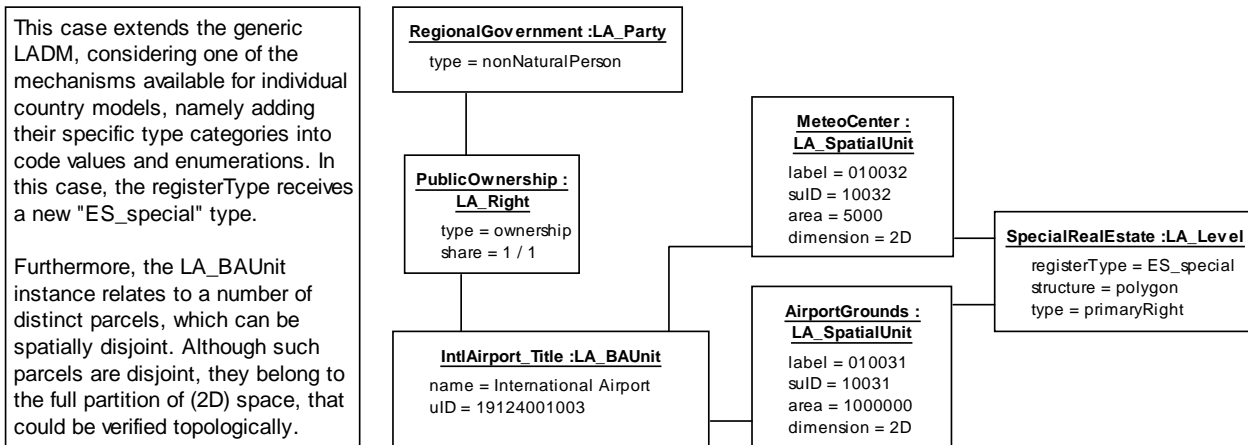 This case extends the generic
LADM, considering one of the
mechanisms available for individual
country models, namely adding
their specific type categories into
code values and enumerations. In
this case, the registerType receives
a new "ES_special" type.
Furthermore, the LA_BAUnit
instance relates to a number of
distinct parcels, which can be
spatially disjoint. Although such
parcels are disjoint, they belong to
the full partition of (2D) space, that
could be verified topologically.
RegionalGovernment :LA_Party
type = nonNaturalPerson
PublicOwnership :
LA_Right
type = ownership
share = 1 / 1
IntlAirport_Title :LA_BAUnit
name = International Airport
uID = 19124001003
MeteoCenter :
LA_SpatialUnit
label = 010032
suID = 10032
area = 5000
dimension = 2D
AirportGrounds :
LA_SpatialUnit
label = 010031
suID = 10031
area = 1000000
dimension = 2D
SpecialRealEstate :LA_Level
registerType = ES_special
structure = polygon
type = primaryRight